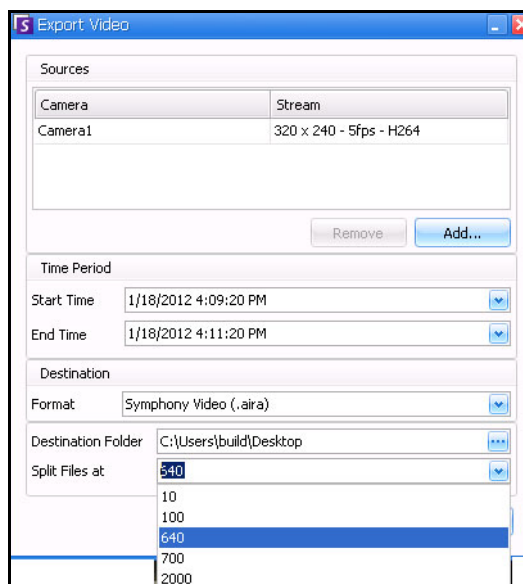 Export Video
Sources
Camera Stream
Camera1 320 x 240 - 5fps - H264
Remove Add...
Time Period
Start Time 1/18/2012 4:09:20 PM
End Time 1/18/2012 4:11:20 PM
Destination
Format Symphony Video (.aira)
Destination Folder C:\Users\build\Desktop ...
Split Files at 640
10
100
640
700
2000